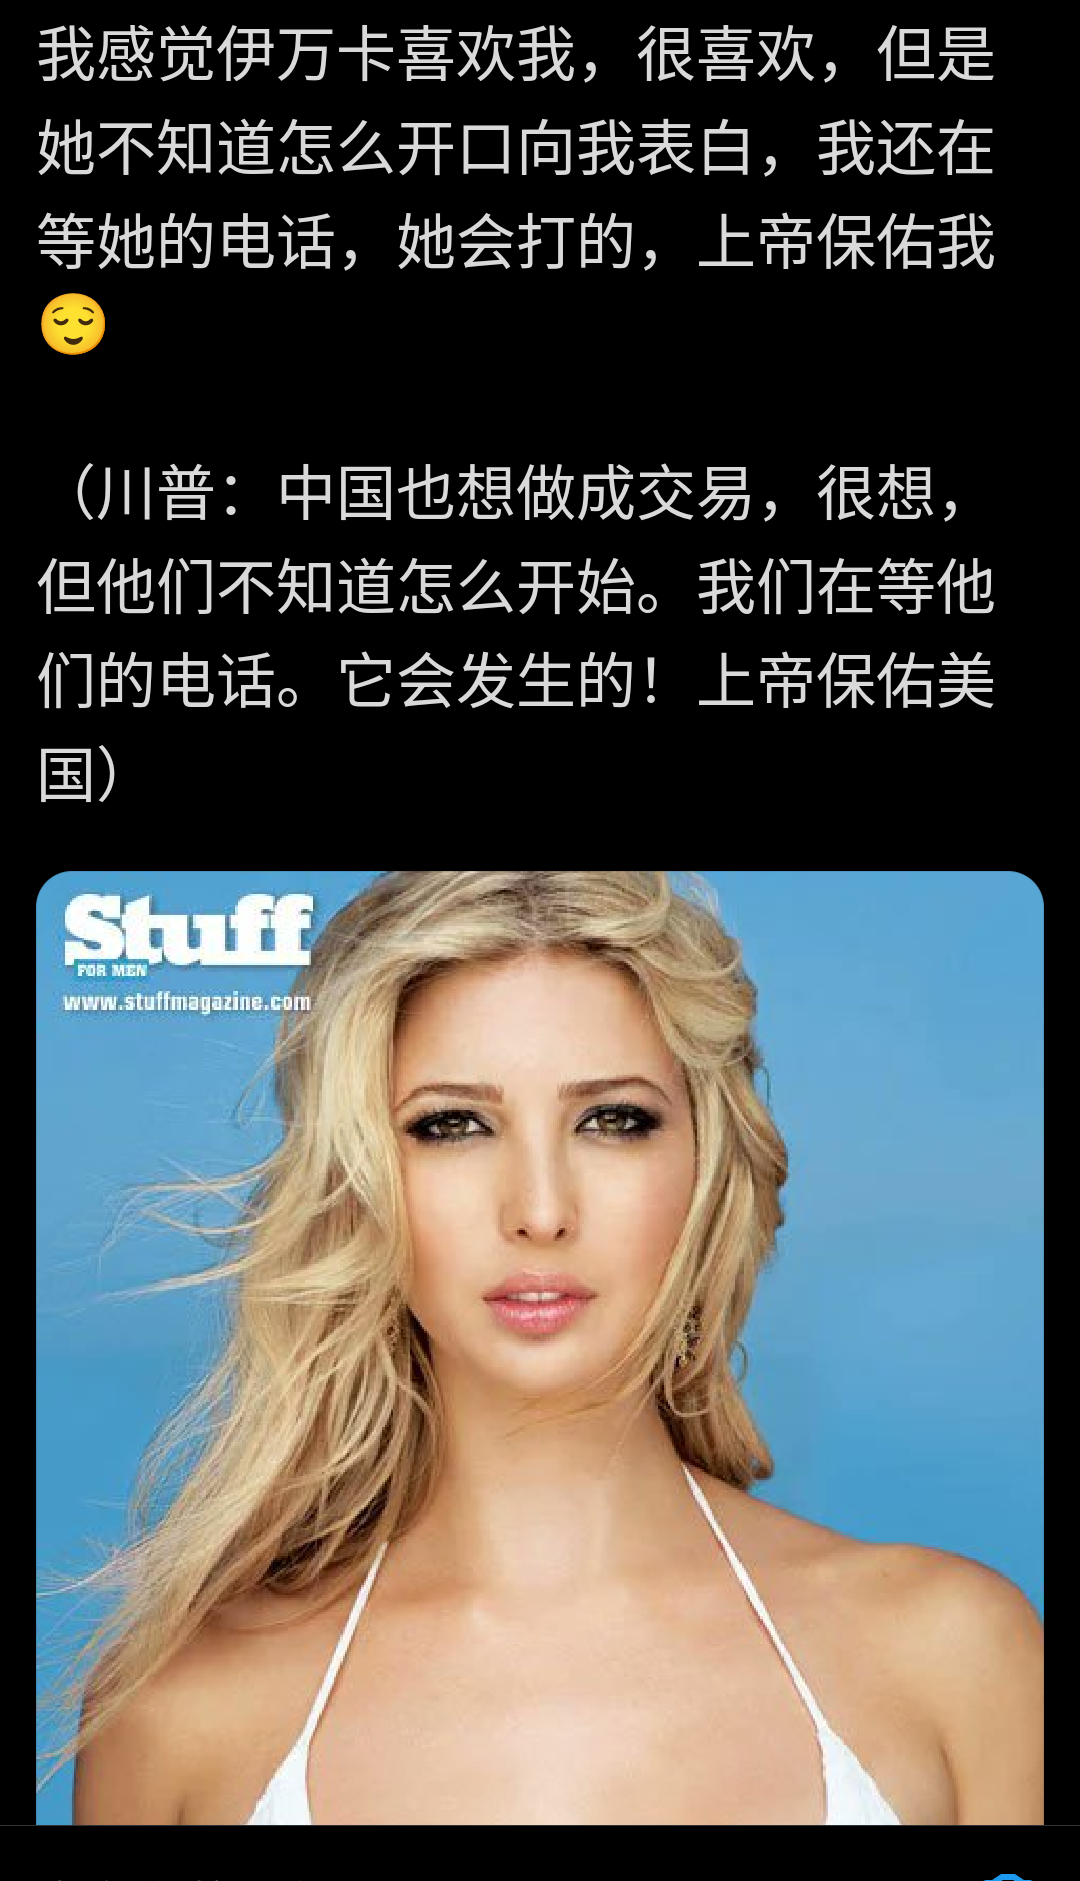 我感觉伊万卡喜欢我，很喜欢，但是
她不知道怎么开口向我表白，我还在
等她的电话，她会打的，上帝保佑我
😌
（川普：中国也想做成交易，很想，
但他们不知道怎么开始。我们在等他
们的电话。它会发生的！上帝保佑美
国）
Stuff
FOR MEN
www.stuffmagazine.com